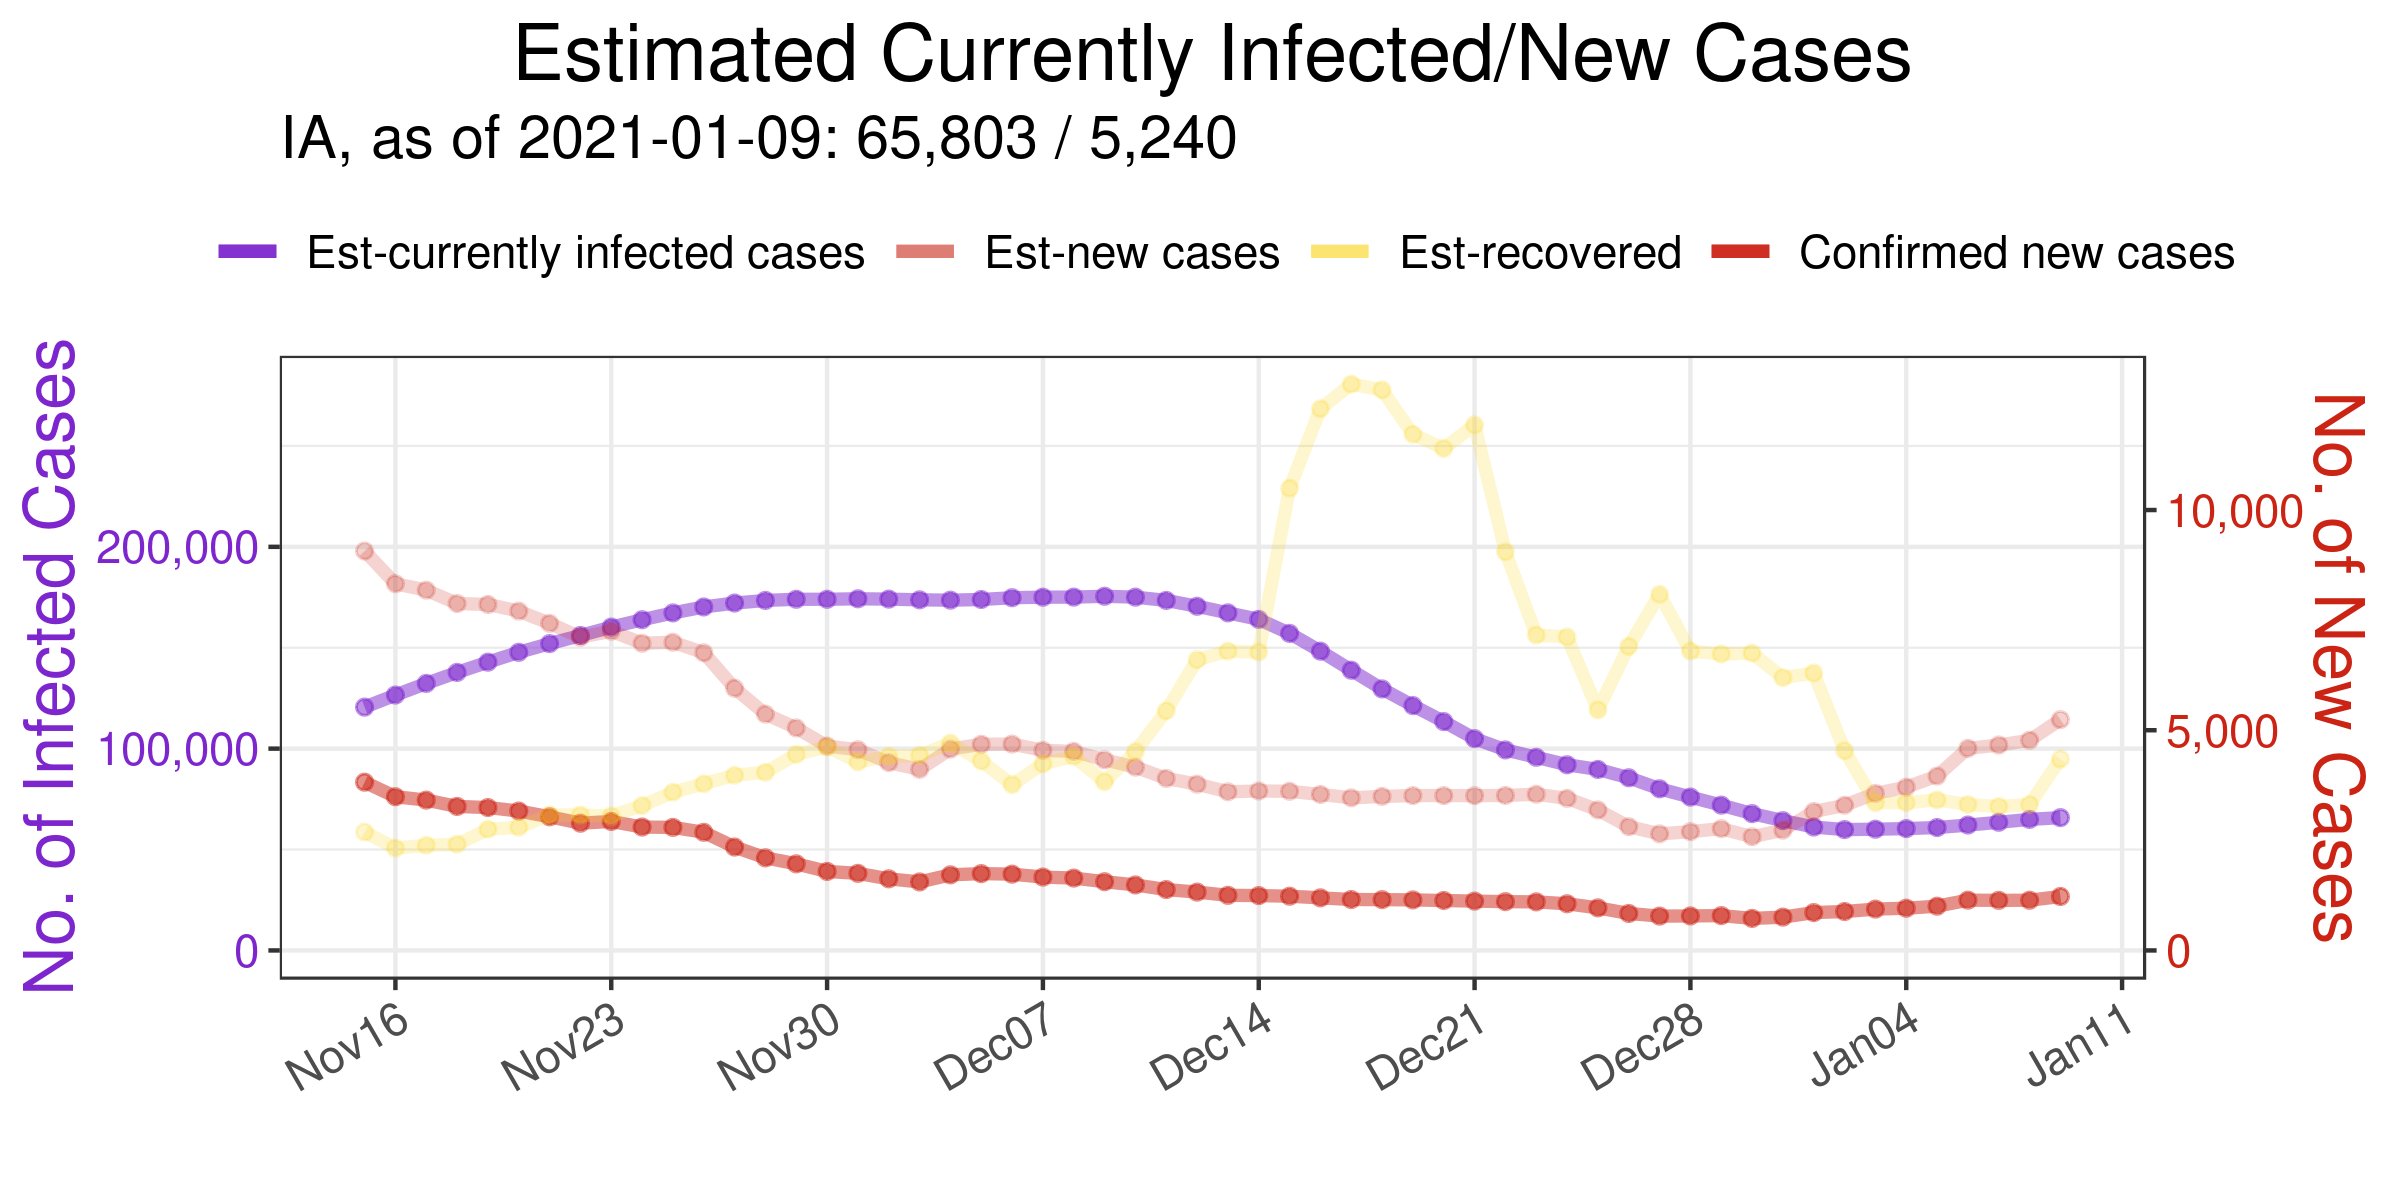 Estimated Currently Infected/New Cases
IA, as of 2021-01-09: 65,803 / 5,240
Est-currently infected cases Est-new cases Est-recovered Confirmed new cases
No. of Infected Cases
200,000
100,000
0
10,000
5,000
0
No. of New Cases
Nov16 Nov23 Nov30 Dec07 Dec14 Dec21 Dec28 Jan04 Jan11